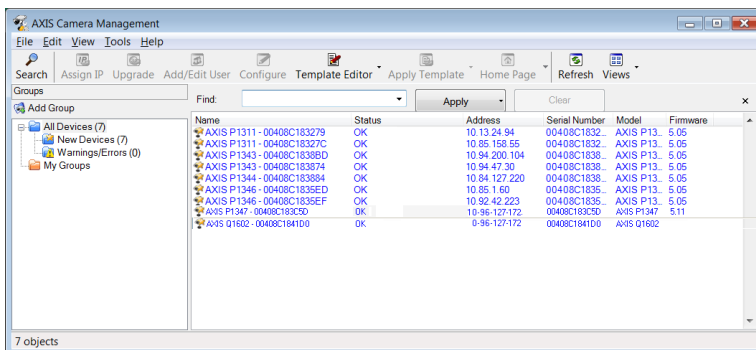 AXIS Camera Management
File Edit View Tools Help
Search Assign IP Upgrade Add/Edit User Configure Template Editor Apply Template Home Page Refresh Views
Groups
Add Group
All Devices (7)
New Devices (7)
Warnings/Errors (0)
My Groups
Find: Apply Clear
Name Status Address Serial Number Model Firmware
AXIS P1311 - 00408C183279 OK 10.13.24.94 00408C1832... AXIS P13... 5.05
AXIS P1311 - 00408C18327C OK 10.85.158.55 00408C1832... AXIS P13... 5.05
AXIS P1343 - 00408C1838BD OK 10.94.200.104 00408C1838... AXIS P13... 5.05
AXIS P1343 - 00408C183874 OK 10.94.47.30 00408C1838... AXIS P13... 5.05
AXIS P1344 - 00408C183884 OK 10.84.127.220 00408C1838... AXIS P13... 5.05
AXIS P1346 - 00408C1835ED OK 10.85.1.60 00408C1835... AXIS P13... 5.05
AXIS P1346 - 00408C1835EF OK 10.92.42.223 00408C1835... AXIS P13... 5.05
AXIS P1347 - 00408C183C5D OK 10-96-127-172 00408C183C5D AXIS P1347 5.11
AXIS Q1602 - 00408C1841D0 OK 0-96-127-172 00408C1841D0 AXIS Q1602
7 objects